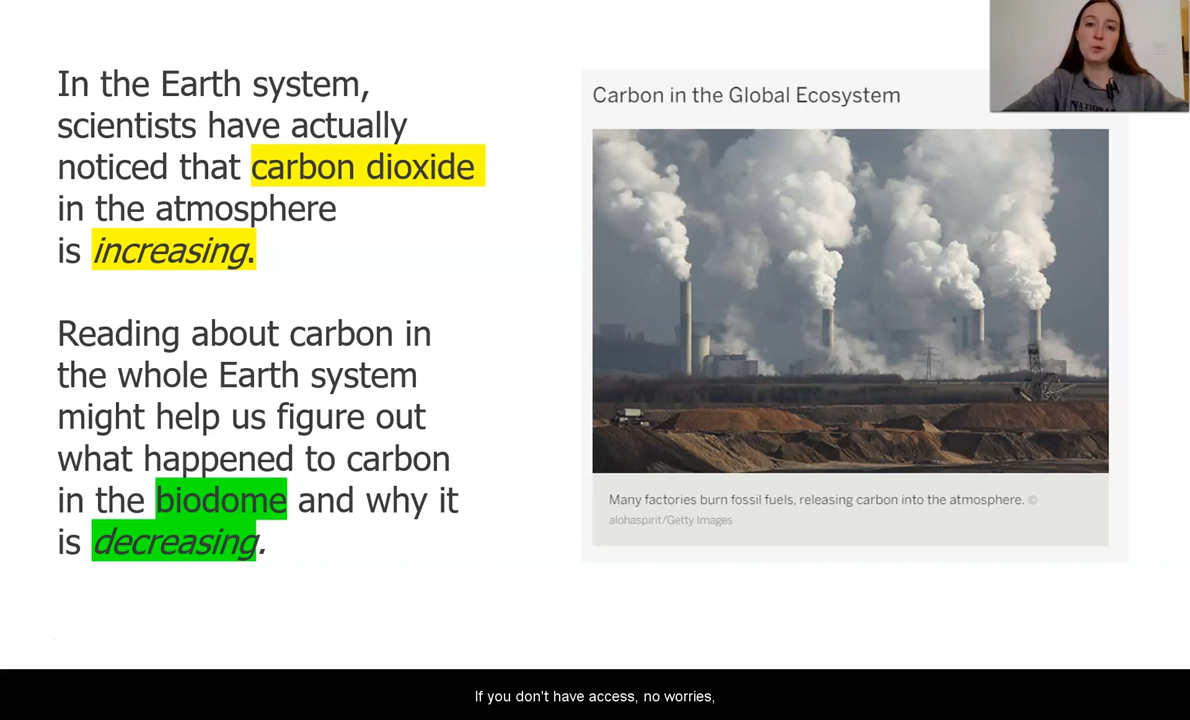 In the Earth system,
scientists have actually
noticed that carbon dioxide
in the atmosphere
is increasing.
Reading about carbon in
the whole Earth system
might help us figure out
what happened to carbon
in the biodome and why it
is decreasing.
Carbon in the Global Ecosystem
Many factories burn fossil fuels, releasing carbon into the atmosphere. ©
alohaspirit/Getty Images
NATIONAL
If you don't have access, no worries,